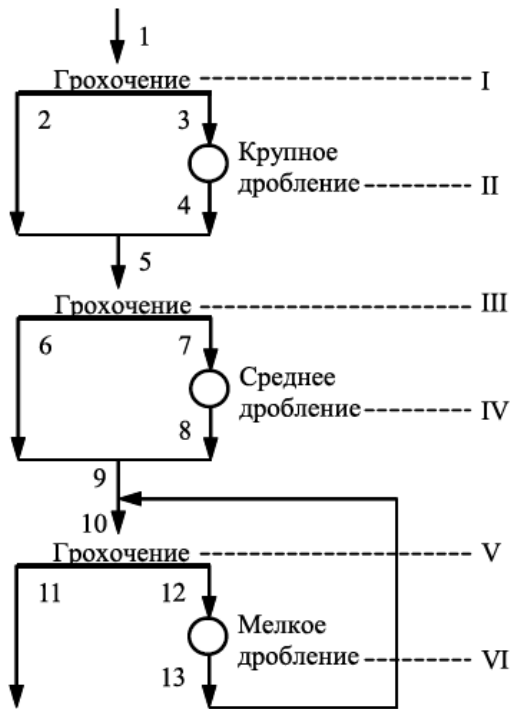 1
Грохочение I
2 3
Крупное
дробление II
4
5
Грохочение III
6 7
Среднее
дробление IV
8
9
10
Грохочение V
11 12
Мелкое
дробление VI
13